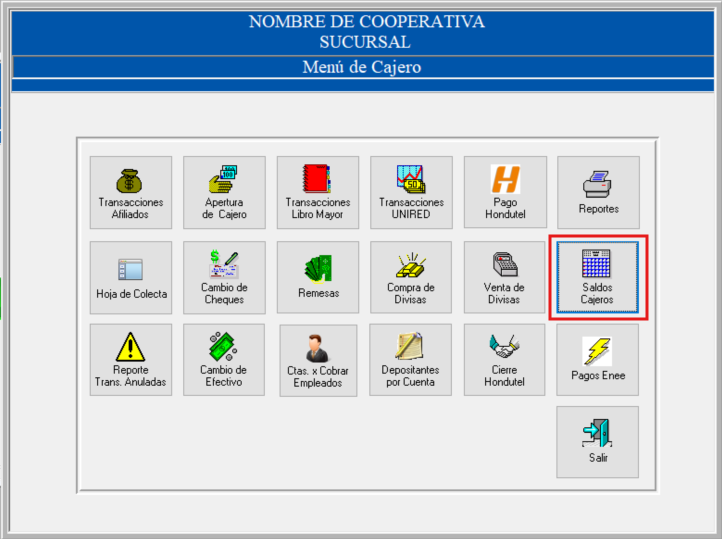 NOMBRE DE COOPERATIVA
SUCURSAL
Menú de Cajero
Transacciones
Afiliados
Apertura
de Cajero
Transacciones
Libro Mayor
Transacciones
UNIRED
Pago
Hondutel
Reportes
Hoja de Colecta
Cambio de
Cheques
Remesas
Compra de
Divisas
Venta de
Divisas
Saldos
Cajeros
Reporte
Trans. Anuladas
Cambio de
Efectivo
Ctas. x Cobrar
Empleados
Depositantes
por Cuenta
Cierre
Hondutel
Pagos Enee
Salir